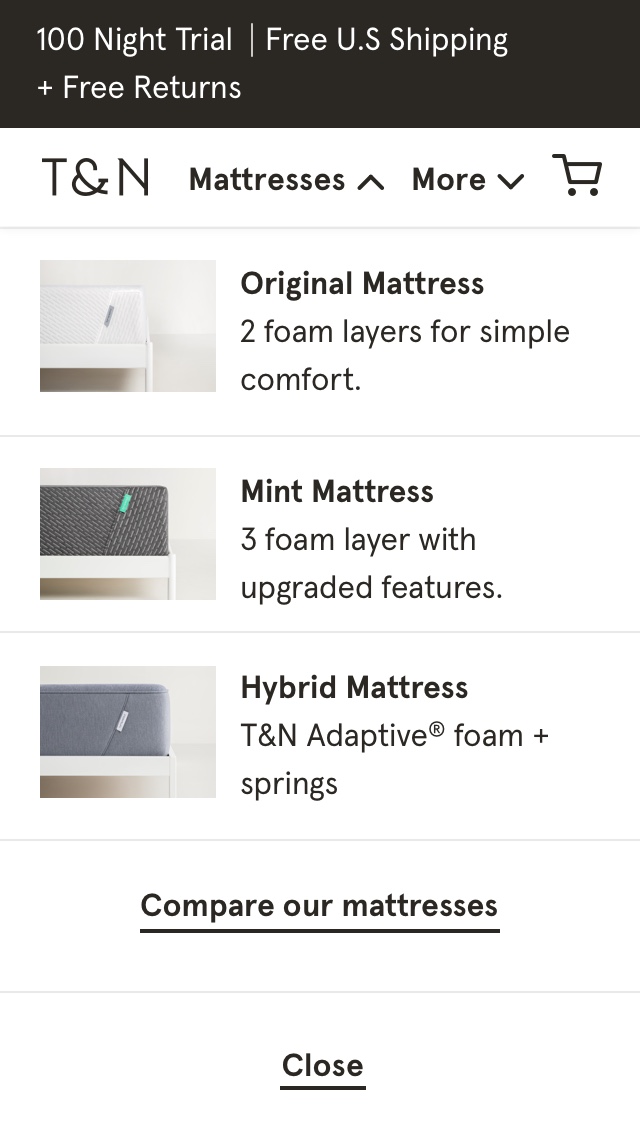 100 Night Trial | Free U.S Shipping
+ Free Returns
T&N Mattresses More
Original Mattress
2 foam layers for simple
comfort.
Mint Mattress
3 foam layer with
upgraded features.
Hybrid Mattress
T&N Adaptive® foam +
springs
Compare our mattresses
Close